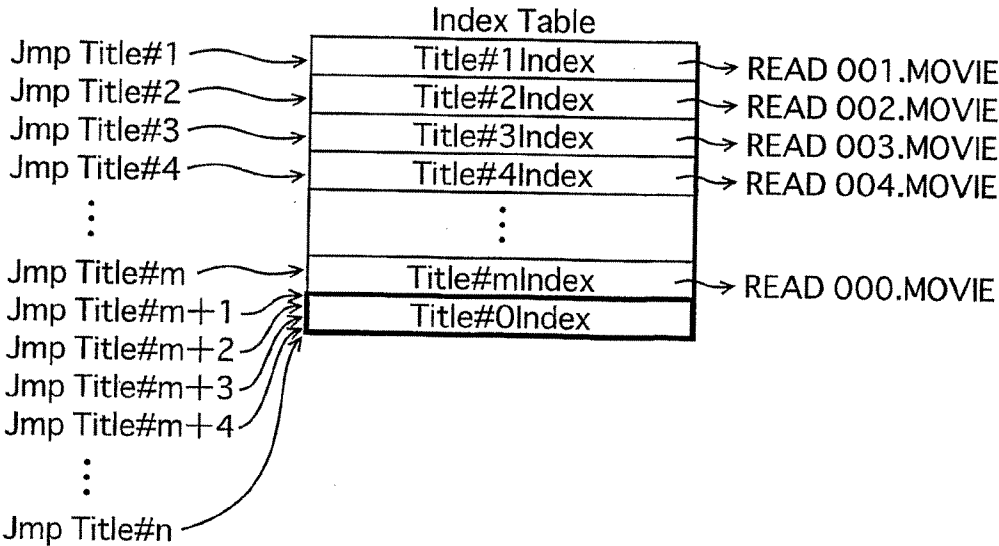 Index Table
Jmp Title#1
Title#1Index
READ 001.MOVIE
Jmp Title#2
Title#2Index
READ 002.MOVIE
Jmp Title#3
Title#3Index
READ 003.MOVIE
Jmp Title#4
Title#4Index
READ 004.MOVIE
⋮
⋮
Jmp Title#m
Title#mIndex
READ 000.MOVIE
Jmp Title#m+1
Title#0Index
Jmp Title#m+2
Jmp Title#m+3
Jmp Title#m+4
⋮
Jmp Title#n